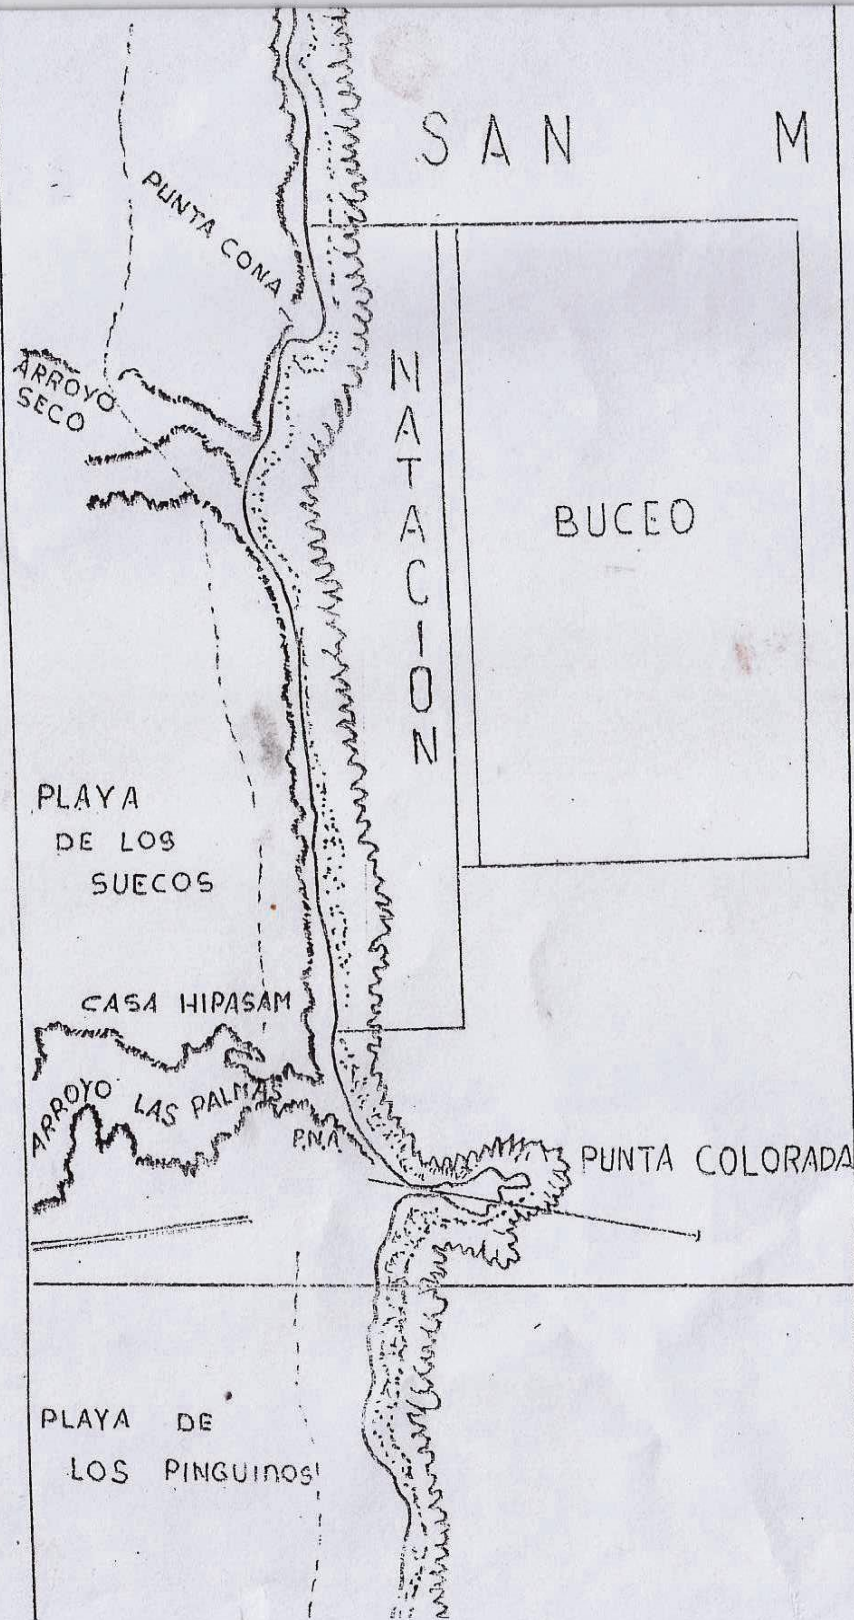 SAN M
PUNTA CONA
ARROYO
SECO
NATACION
BUCEO
PLAYA
DE LOS
SUECOS
CASA HIPASAM
ARROYO LAS PALMAS
P.N.A
PUNTA COLORADA
PLAYA DE
LOS PINGUINOS